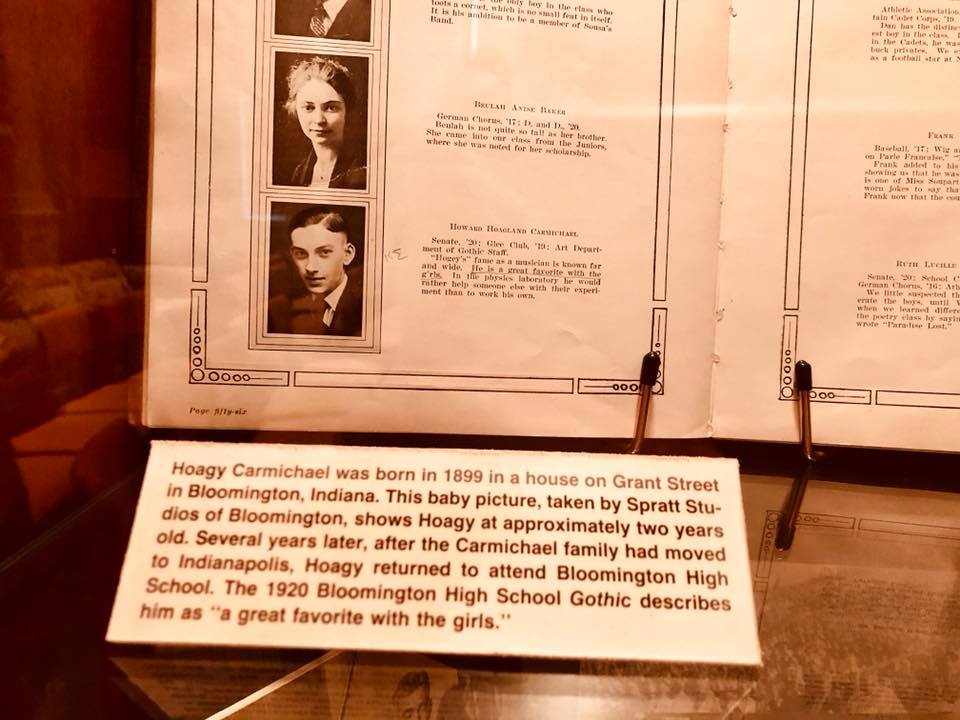 the only boy in the class who
toots a cornet, which is no small feat in itself.
It is his ambition to be a member of Sousa's
Band.
BEULAH ANISE BAKER
German Chorus, '17; D. and D., '20.
Beulah is not quite so tall as her brother.
She came into our class from the Juniors,
where she was noted for her scholarship.
HOWARD HOAGLAND CARMICHAEL
Senate, '20; Glee Club, '19; Art Depart-
ment of Gothic Staff.
"Hogey's" fame as a musician is known far
and wide. He is a great favorite with the
girls. In the physics laboratory he would
rather help someone else with their experi-
ment than to work his own.
Page fifty-six
Athletic Association
tain Cadet Corps, '19.
Dan has the distinc
est boy in the class.
in the Cadets, he was
buck privates. We e
as a football star at N
FRANK
Baseball, '17; Wig a
on Parle Francaise," "
Frank added to his
showing us that he was
is one of Miss Soupart
worn jokes to say tha
Frank now that the cou
RUTH LUCILLE
Senate, '20; School C
German Chorus, '16; Ath
We little suspected th
erate the boys, until
when we learned differe
the poetry class by sayin
wrote "Paradise Lost."
Hoagy Carmichael was born in 1899 in a house on Grant Street
in Bloomington, Indiana. This baby picture, taken by Spratt Stu-
dios of Bloomington, shows Hoagy at approximately two years
old. Several years later, after the Carmichael family had moved
to Indianapolis, Hoagy returned to attend Bloomington High
School. The 1920 Bloomington High School Gothic describes
him as "a great favorite with the girls."